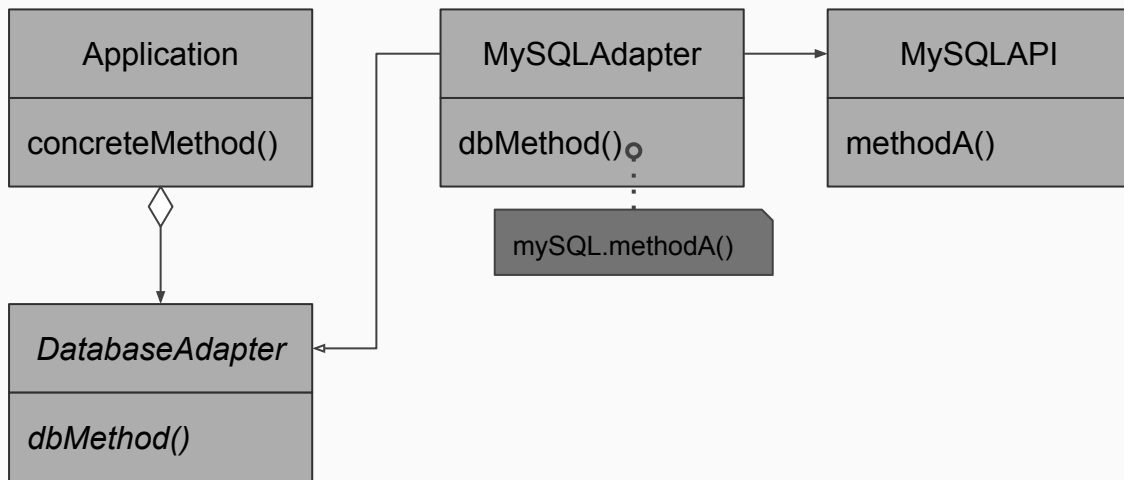 Application
concreteMethod()
MySQLAdapter
dbMethod()
mySQL.methodA()
MySQLAPI
methodA()
DatabaseAdapter
dbMethod()